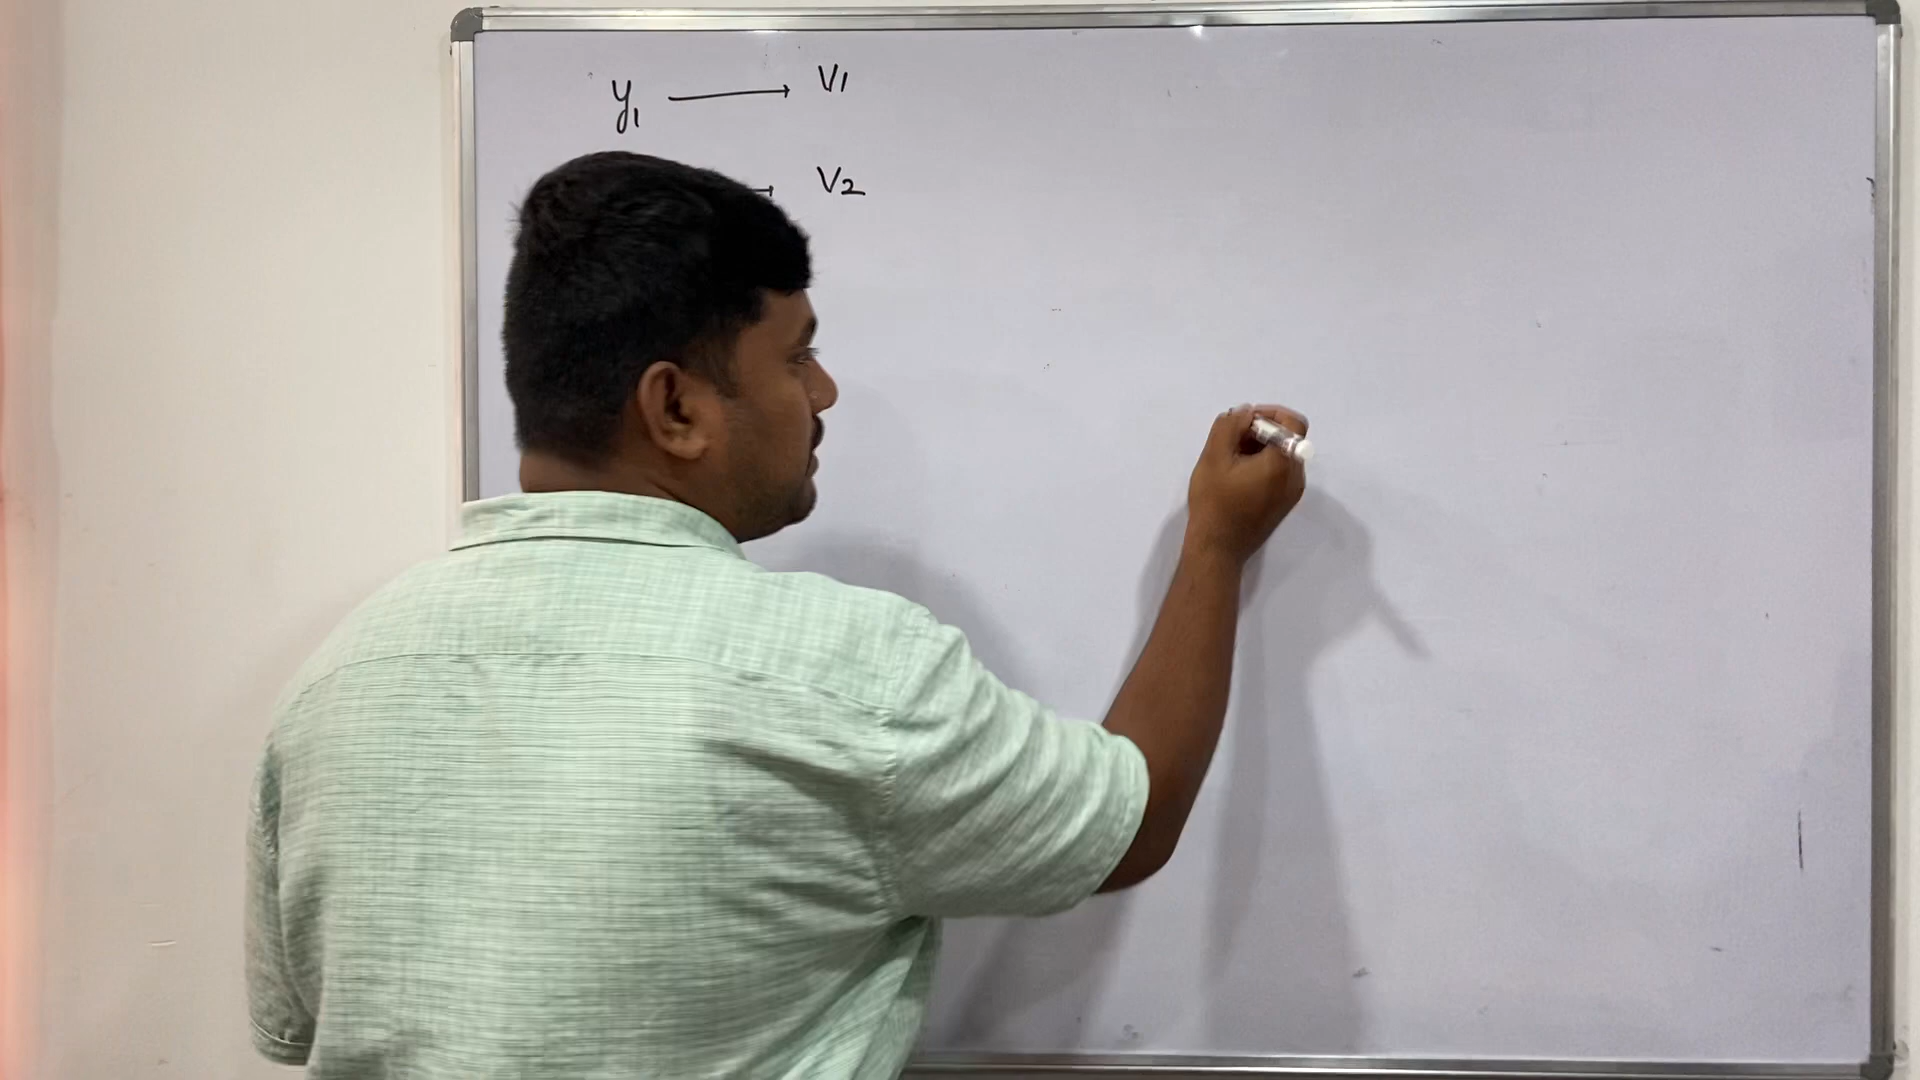 y₁ → V1
→ V2